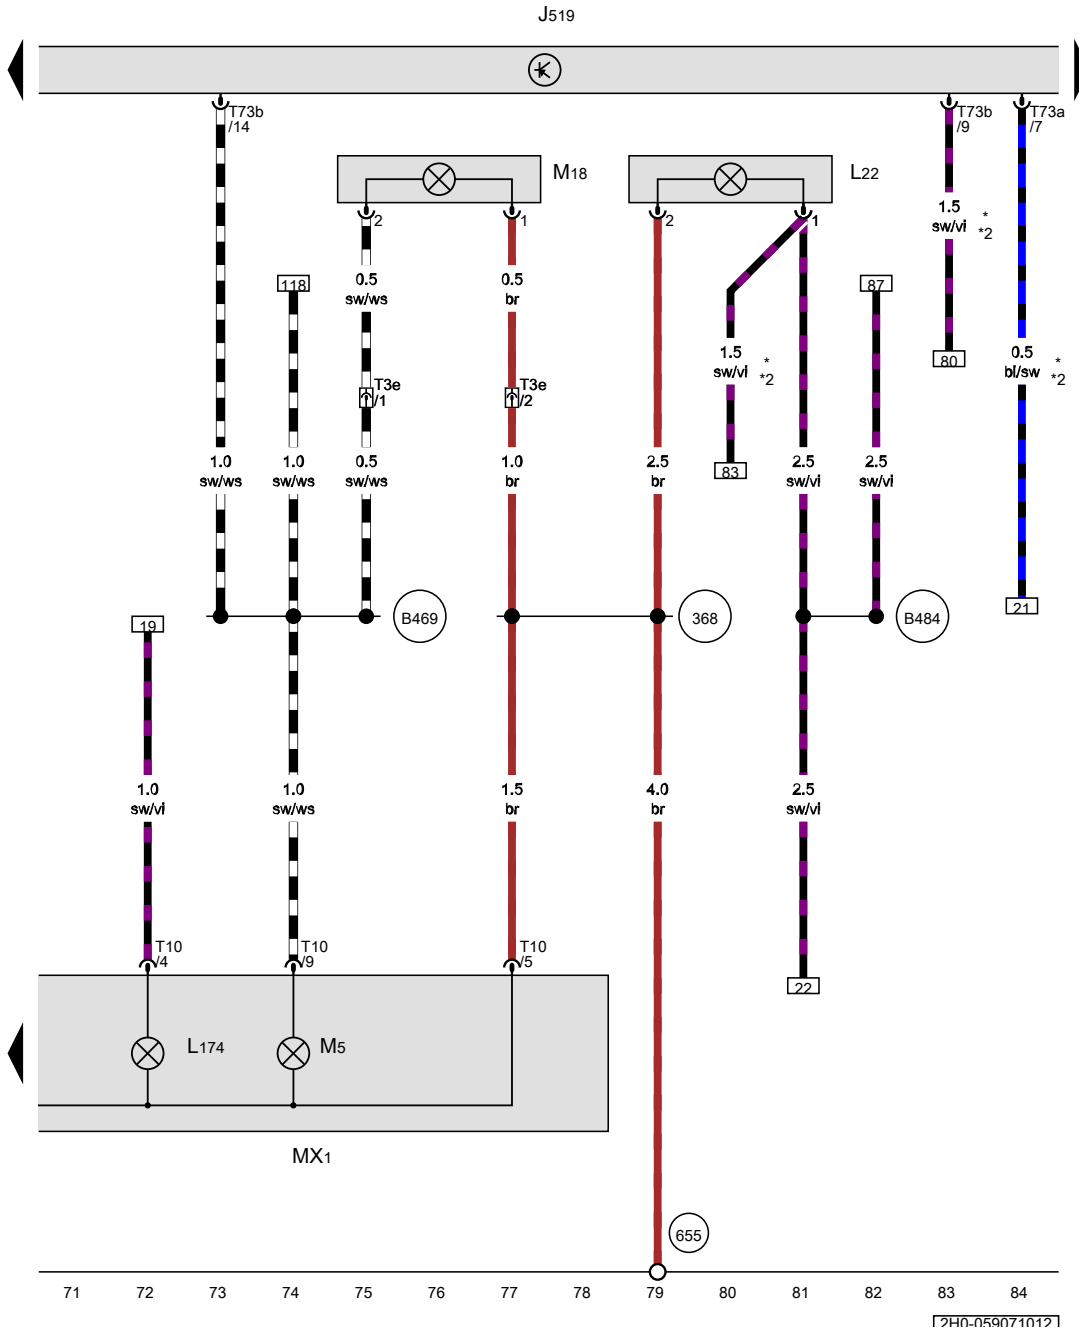 J519
T73b
/14
T73b
/9
T73a
/7
M18
L22
2
1
2
1
1.5
sw/vi
*
*2
118
0.5
sw/ws
0.5
br
87
1.5
sw/vi
*
*2
80
0.5
bl/sw
*
*2
T3e
/1
T3e
/2
1.0
sw/ws
1.0
sw/ws
0.5
sw/ws
1.0
br
2.5
br
83
2.5
sw/vi
2.5
sw/vi
21
19
B469
368
B484
1.0
sw/vi
1.0
sw/ws
1.5
br
4.0
br
2.5
sw/vi
T10
/4
T10
/9
T10
/5
22
L174
M5
MX1
655
71 72 73 74 75 76 77 78 79 80 81 82 83 84
2H0-059071012